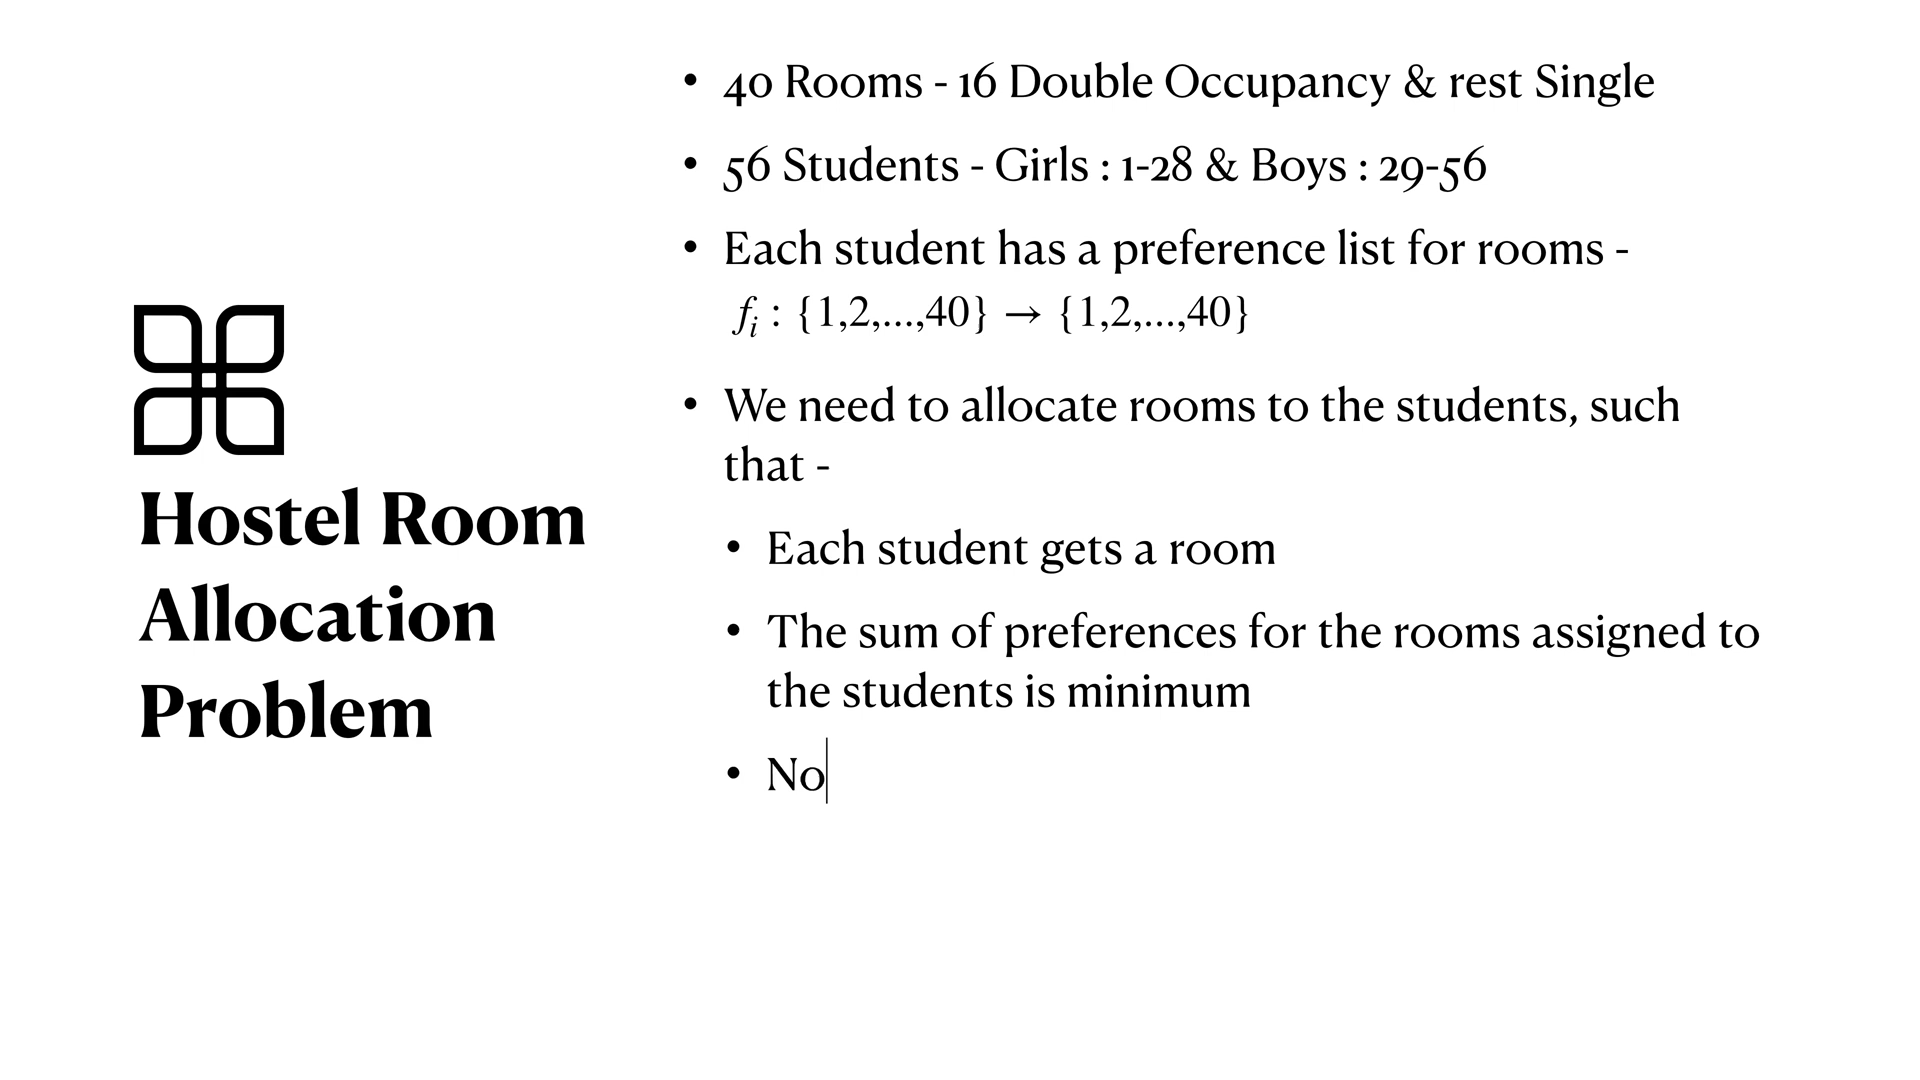 Hostel Room
Allocation
Problem
• 40 Rooms - 16 Double Occupancy & rest Single
• 56 Students - Girls : 1-28 & Boys : 29-56
• Each student has a preference list for rooms -
fᵢ : {1,2,...,40} → {1,2,...,40}
• We need to allocate rooms to the students, such
that -
• Each student gets a room
• The sum of preferences for the rooms assigned to
the students is minimum
• No